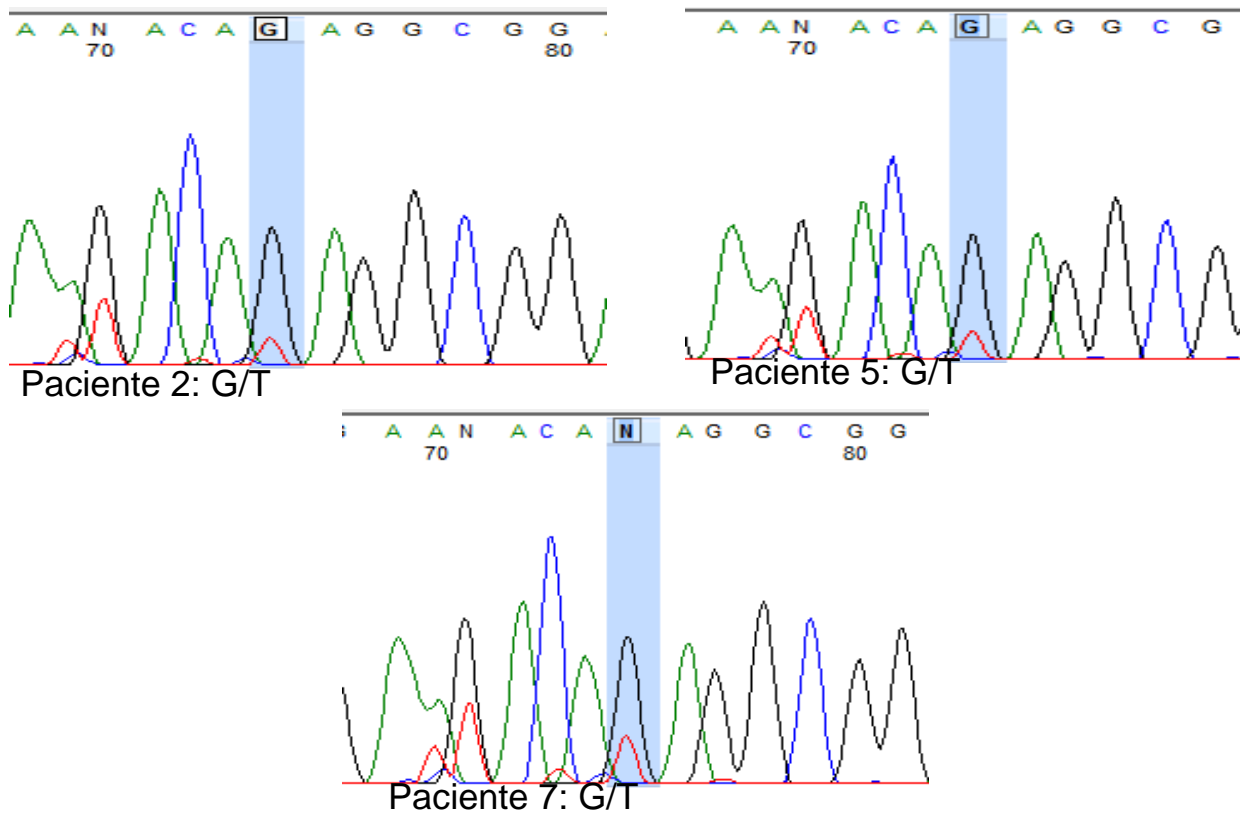 A A N A C A G A G G C G G
70 80
Paciente 2: G/T
A A N A C A G A G G C G
70
Paciente 5: G/T
A A N A C A N A G G C G G
70 80
Paciente 7: G/T